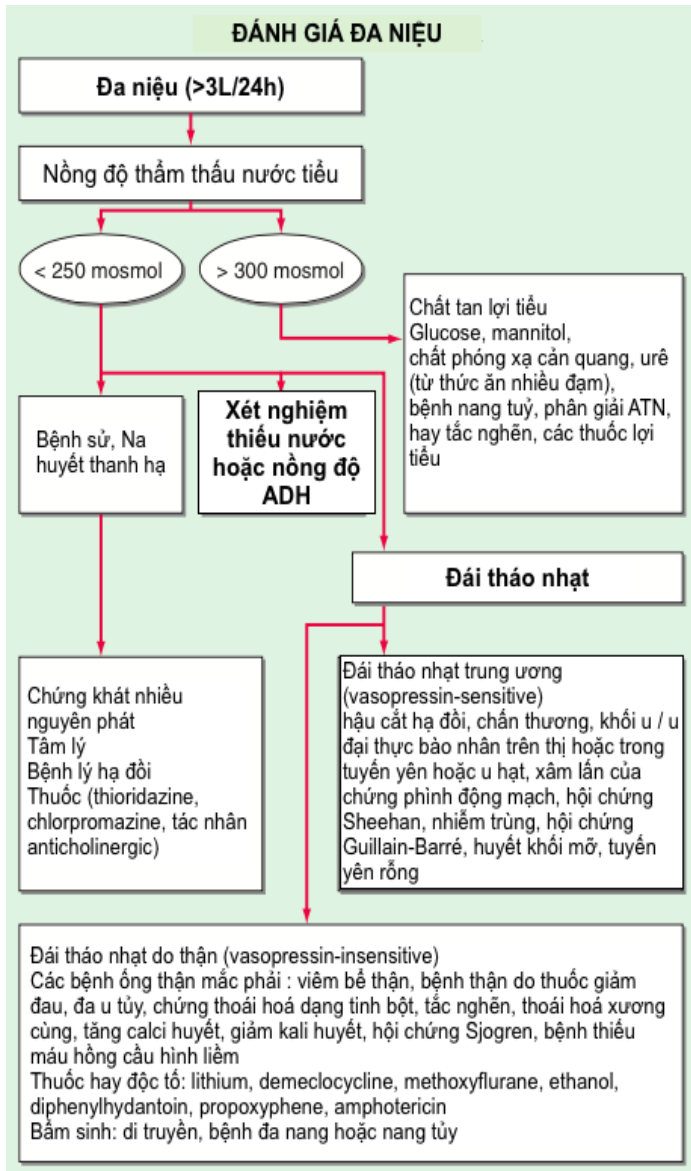 ĐÁNH GIÁ ĐA NIỆU
Đa niệu (>3L/24h)
Nồng độ thẩm thấu nước tiểu
< 250 mosmol
> 300 mosmol
Chất tan lợi tiểu
Glucose, mannitol,
chất phóng xạ cản quang, urê
(từ thức ăn nhiều đạm),
bệnh nang tuỷ, phân giải ATN,
hay tắc nghẽn, các thuốc lợi
tiểu
Bệnh sử, Na
huyết thanh hạ
Xét nghiệm
thiếu nước
hoặc nồng độ
ADH
Đái tháo nhạt
Chứng khát nhiều
nguyên phát
Tâm lý
Bệnh lý hạ đồi
Thuốc (thioridazine,
chlorpromazine, tác nhân
anticholinergic)
Đái tháo nhạt trung ương
(vasopressin-sensitive)
hậu cắt hạ đồi, chấn thương, khối u / u
đại thực bào nhân trên thị hoặc trong
tuyến yên hoặc u hạt, xâm lấn của
chứng phình động mạch, hội chứng
Sheehan, nhiễm trùng, hội chứng
Guillain-Barré, huyết khối mỡ, tuyến
yên rỗng
Đái tháo nhạt do thận (vasopressin-insensitive)
Các bệnh ống thận mắc phải : viêm bể thận, bệnh thận do thuốc giảm
đau, đa u tủy, chứng thoái hoá dạng tinh bột, tắc nghẽn, thoái hoá xương
cùng, tăng calci huyết, giảm kali huyết, hội chứng Sjogren, bệnh thiếu
máu hồng cầu hình liềm
Thuốc hay độc tố: lithium, demeclocycline, methoxyflurane, ethanol,
diphenylhydantoin, propoxyphene, amphotericin
Bẩm sinh: di truyền, bệnh đa nang hoặc nang tủy